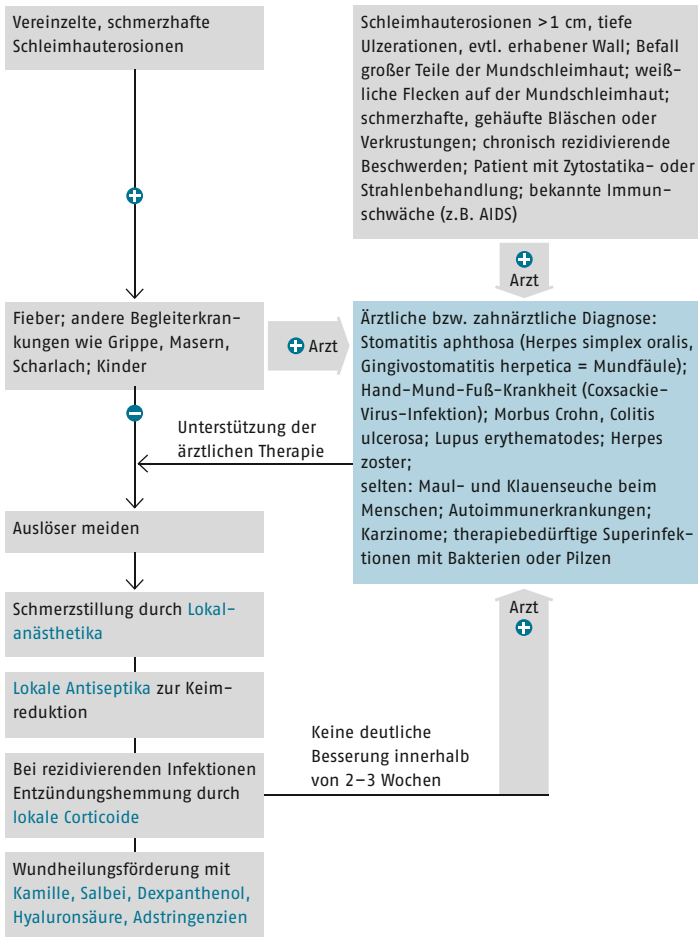 Vereinzelte, schmerzhafte
Schleimhauterosionen
Schleimhauterosionen >1 cm, tiefe
Ulzerationen, evtl. erhabener Wall; Befall
großer Teile der Mundschleimhaut; weiß-
liche Flecken auf der Mundschleimhaut;
schmerzhafte, gehäufte Bläschen oder
Verkrustungen; chronisch rezidivierende
Beschwerden; Patient mit Zytostatika- oder
Strahlenbehandlung; bekannte Immun-
schwäche (z.B. AIDS)
Arzt
Fieber; andere Begleiterkran-
kungen wie Grippe, Masern,
Scharlach; Kinder
Arzt
Ärztliche bzw. zahnärztliche Diagnose:
Stomatitis aphthosa (Herpes simplex oralis,
Gingivostomatitis herpetica = Mundfäule);
Hand-Mund-Fuß-Krankheit (Coxsackie-
Virus-Infektion); Morbus Crohn, Colitis
ulcerosa; Lupus erythematodes; Herpes
zoster;
selten: Maul- und Klauenseuche beim
Menschen; Autoimmunerkrankungen;
Karzinome; therapiebedürftige Superinfek-
tionen mit Bakterien oder Pilzen
Unterstützung der
ärztlichen Therapie
Auslöser meiden
Schmerzstillung durch Lokal-
anästhetika
Arzt
Lokale Antiseptika zur Keim-
reduktion
Keine deutliche
Besserung innerhalb
von 2–3 Wochen
Bei rezidivierenden Infektionen
Entzündungshemmung durch
lokale Corticoide
Wundheilungsförderung mit
Kamille, Salbei, Dexpanthenol,
Hyaluronsäure, Adstringenzien